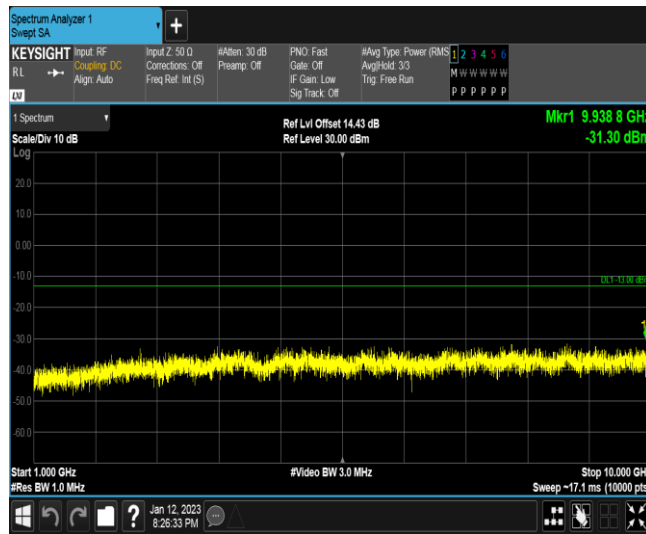 Spectrum Analyzer 1
Swept SA
KEYSIGHT
RL
LXI
Input: RF
Coupling: DC
Align: Auto
Input Z: 50 Ω
Corrections: Off
Freq Ref: Int (S)
#Atten: 30 dB
Preamp: Off
PNO: Fast
Gate: Off
IF Gain: Low
Sig Track: Off
#Avg Type: Power (RMS
Avg|Hold: 3/3
Trig: Free Run
1 2 3 4 5 6
M W W W W W
P P P P P P
1 Spectrum
Scale/Div 10 dB
Ref Lvl Offset 14.43 dB
Ref Level 30.00 dBm
Mkr1 9.938 8 GHz
-31.30 dBm
Log
20.0
10.0
0.00
-10.0
DL1 -13.00 dBm
-20.0
-30.0
-40.0
-50.0
-60.0
Start 1.000 GHz
#Res BW 1.0 MHz
#Video BW 3.0 MHz
Stop 10.000 GH
Sweep ~17.1 ms (10000 pts
?
Jan 12, 2023
8:26:33 PM